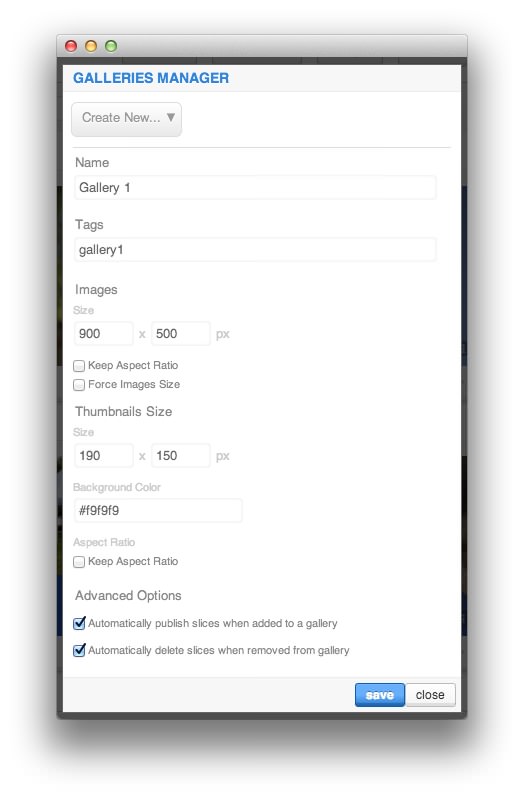 GALLERIES MANAGER
Create New... ▼
Name
Gallery 1
Tags
gallery1
Images
Size
900 x 500 px
Keep Aspect Ratio
Force Images Size
Thumbnails Size
Size
190 x 150 px
Background Color
#f9f9f9
Aspect Ratio
Keep Aspect Ratio
Advanced Options
Automatically publish slices when added to a gallery
Automatically delete slices when removed from gallery
save close